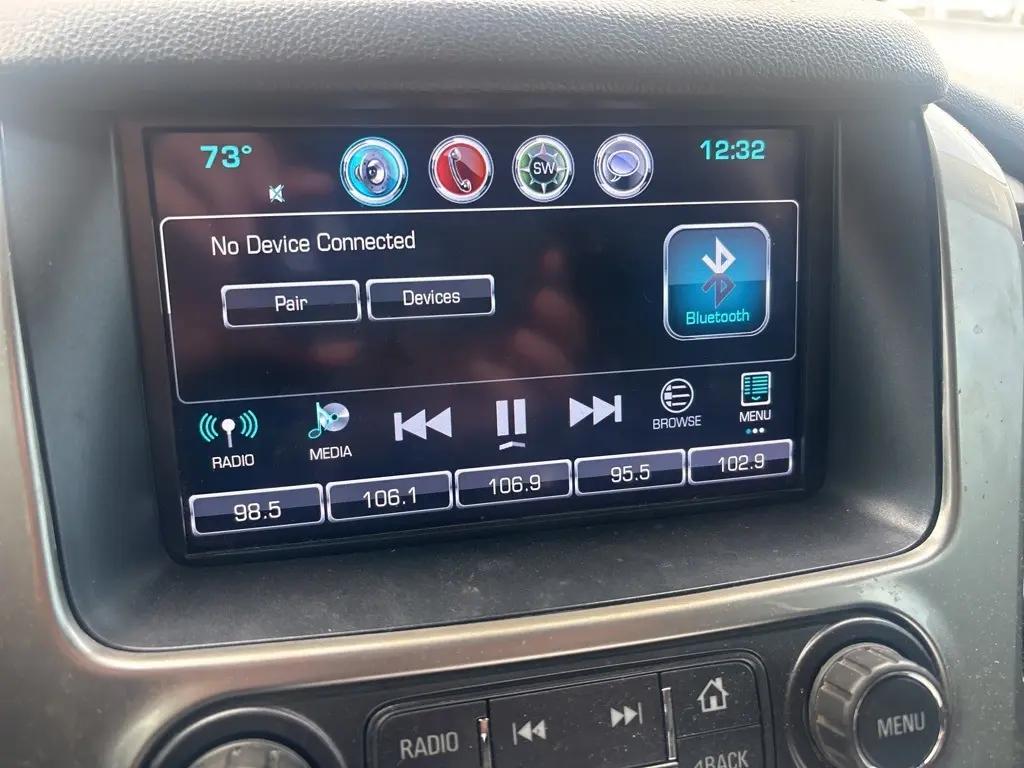 73°
SW
12:32
No Device Connected
Pair
Devices
Bluetooth
RADIO
MEDIA
BROWSE
MENU
98.5
106.1
106.9
95.5
102.9
RADIO
BACK
MENU